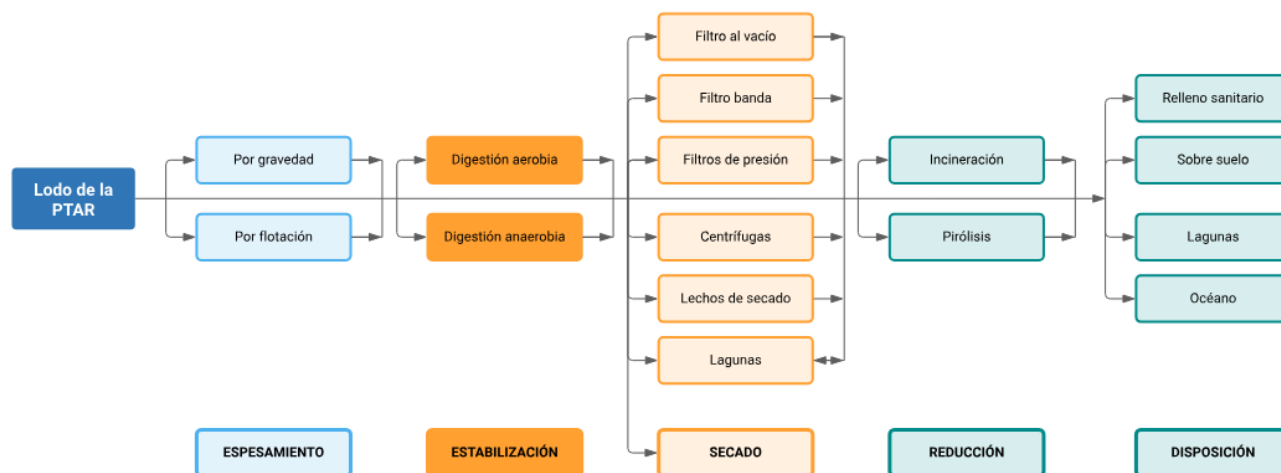 Lodo de la
PTAR
Por gravedad
Por flotación
Digestión aerobia
Digestión anaerobia
Filtro al vacío
Filtro banda
Filtros de presión
Centrífugas
Lechos de secado
Lagunas
Incineración
Pirólisis
Relleno sanitario
Sobre suelo
Lagunas
Océano
ESPESAMIENTO
ESTABILIZACIÓN
SECADO
REDUCCIÓN
DISPOSICIÓN